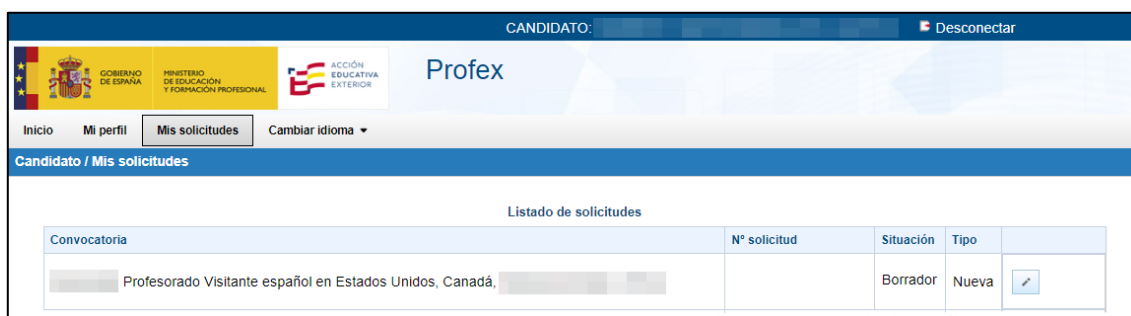 CANDIDATO: Desconectar
GOBIERNO
DE ESPAÑA
MINISTERIO
DE EDUCACIÓN
Y FORMACIÓN PROFESIONAL
ACCIÓN
EDUCATIVA
EXTERIOR
Profex
Inicio Mi perfil Mis solicitudes Cambiar idioma
Candidato / Mis solicitudes
Listado de solicitudes
Convocatoria Nº solicitud Situación Tipo
Profesorado Visitante español en Estados Unidos, Canadá, Borrador Nueva